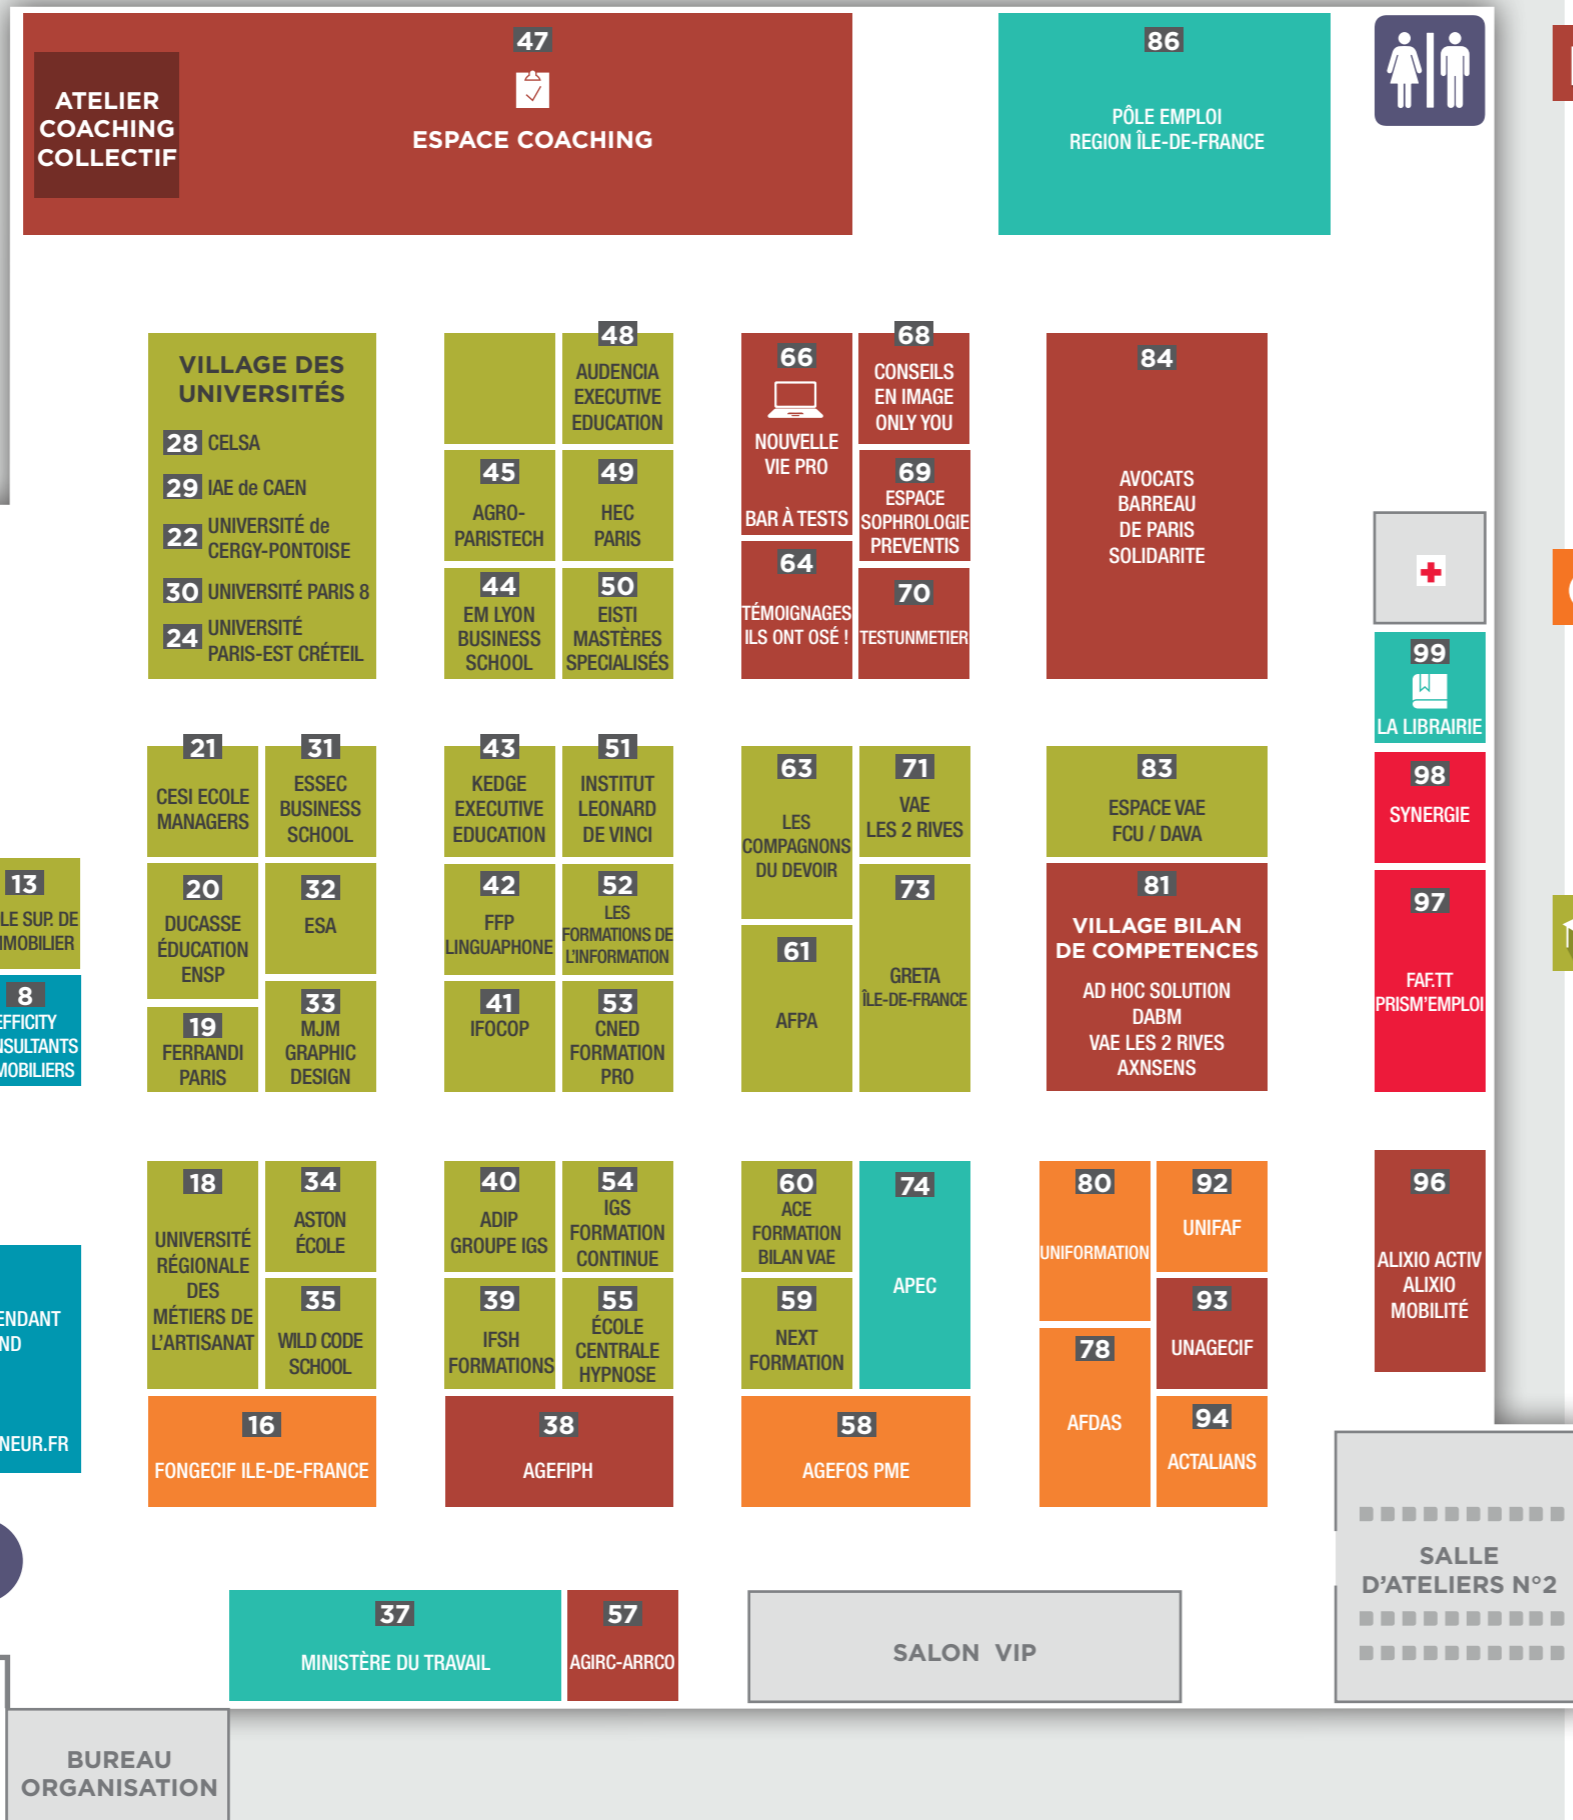 47
ATELIER
COACHING
COLLECTIF
ESPACE COACHING
86
PÔLE EMPLOI
REGION ÎLE-DE-FRANCE
VILLAGE DES
UNIVERSITÉS
28 CELSA
29 IAE de CAEN
22 UNIVERSITÉ de
CERGY-PONTOISE
30 UNIVERSITÉ PARIS 8
24 UNIVERSITÉ
PARIS-EST CRÉTEIL
48
AUDENCIA
EXECUTIVE
EDUCATION
45
AGRO-
PARISTECH
49
HEC
PARIS
44
EM LYON
BUSINESS
SCHOOL
50
EISTI
MASTÈRES
SPECIALISÉS
66
NOUVELLE
VIE PRO
BAR À TESTS
68
CONSEILS
EN IMAGE
ONLY YOU
69
ESPACE
SOPHROLOGIE
PREVENTIS
64
TÉMOIGNAGES
ILS ONT OSÉ !
70
TESTUNMETIER
84
AVOCATS
BARREAU
DE PARIS
SOLIDARITE
99
LA LIBRAIRIE
98
SYNERGIE
97
FAF.TT
PRISM'EMPLOI
21
CESI ECOLE
MANAGERS
31
ESSEC
BUSINESS
SCHOOL
20
DUCASSE
ÉDUCATION
ENSP
32
ESA
19
FERRANDI
PARIS
33
MJM
GRAPHIC
DESIGN
43
KEDGE
EXECUTIVE
EDUCATION
51
INSTITUT
LEONARD
DE VINCI
42
FFP
LINGUAPHONE
52
LES
FORMATIONS DE
L'INFORMATION
41
IFOCOP
53
CNED
FORMATION
PRO
63
LES
COMPAGNONS
DU DEVOIR
71
VAE
LES 2 RIVES
61
AFPA
73
GRETA
ÎLE-DE-FRANCE
83
ESPACE VAE
FCU / DAVA
81
VILLAGE BILAN
DE COMPETENCES
AD HOC SOLUTION
DABM
VAE LES 2 RIVES
AXNSENS
13
LE SUP. DE
MMOBILIER
8
EFFICITY
NSULTANTS
MOBILIERS
18
UNIVERSITÉ
RÉGIONALE
DES
MÉTIERS DE
L'ARTISANAT
34
ASTON
ÉCOLE
35
WILD CODE
SCHOOL
16
FONGECIF ILE-DE-FRANCE
40
ADIP
GROUPE IGS
54
IGS
FORMATION
CONTINUE
39
IFSH
FORMATIONS
55
ÉCOLE
CENTRALE
HYPNOSE
38
AGEFIPH
60
ACE
FORMATION
BILAN VAE
74
APEC
59
NEXT
FORMATION
58
AGEFOS PME
80
UNIFORMATION
92
UNIFAF
93
UNAGECIF
78
AFDAS
94
ACTALIANS
96
ALIXIO ACTIV
ALIXIO
MOBILITÉ
ENDANT
ND
NEUR.FR
37
MINISTÈRE DU TRAVAIL
57
AGIRC-ARRCO
SALON VIP
SALLE
D'ATELIERS N°2
BUREAU
ORGANISATION